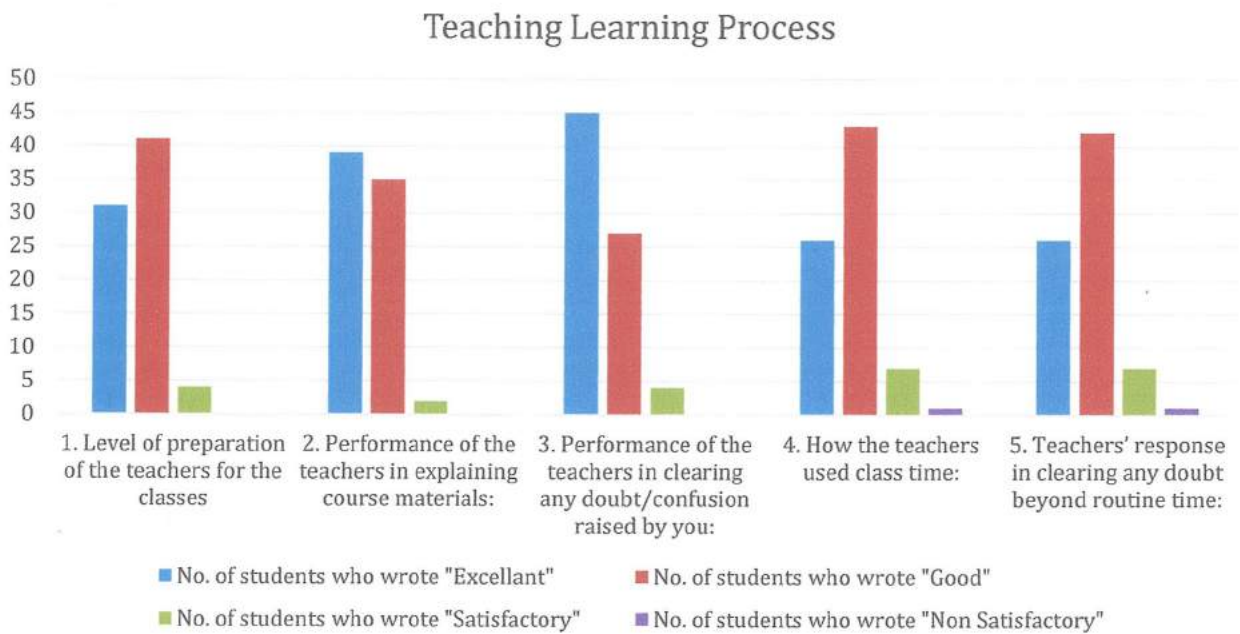 Teaching Learning Process
50
45
40
35
30
25
20
15
10
5
0
1. Level of preparation
of the teachers for the
classes
2. Performance of the
teachers in explaining
course materials:
3. Performance of the
teachers in clearing
any doubt/confusion
raised by you:
4. How the teachers
used class time:
5. Teachers' response
in clearing any doubt
beyond routine time:
No. of students who wrote "Excellant"
No. of students who wrote "Good"
No. of students who wrote "Satisfactory"
No. of students who wrote "Non Satisfactory"